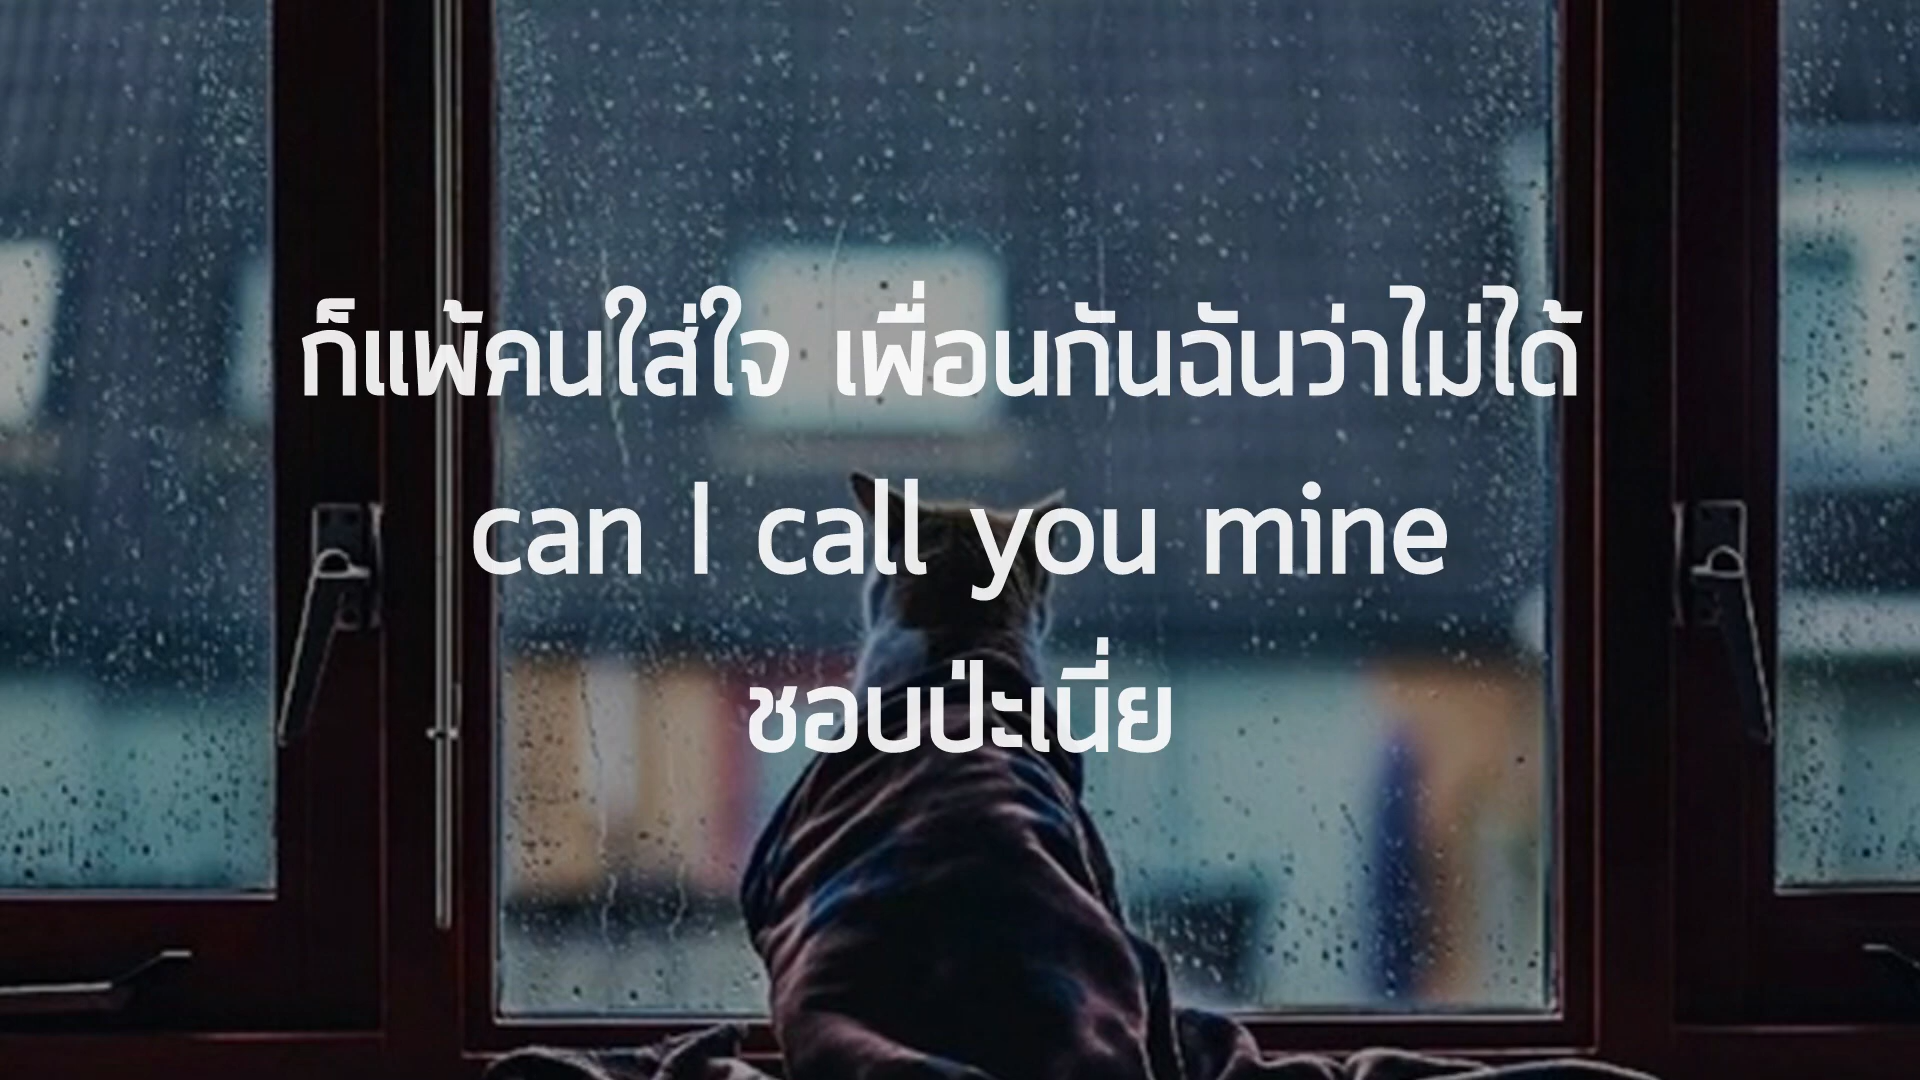 ก็แพ้คนใส่ใจ เพื่อนกันฉันว่าไม่ได้
can I call you mine
ชอบป่ะเนี่ย